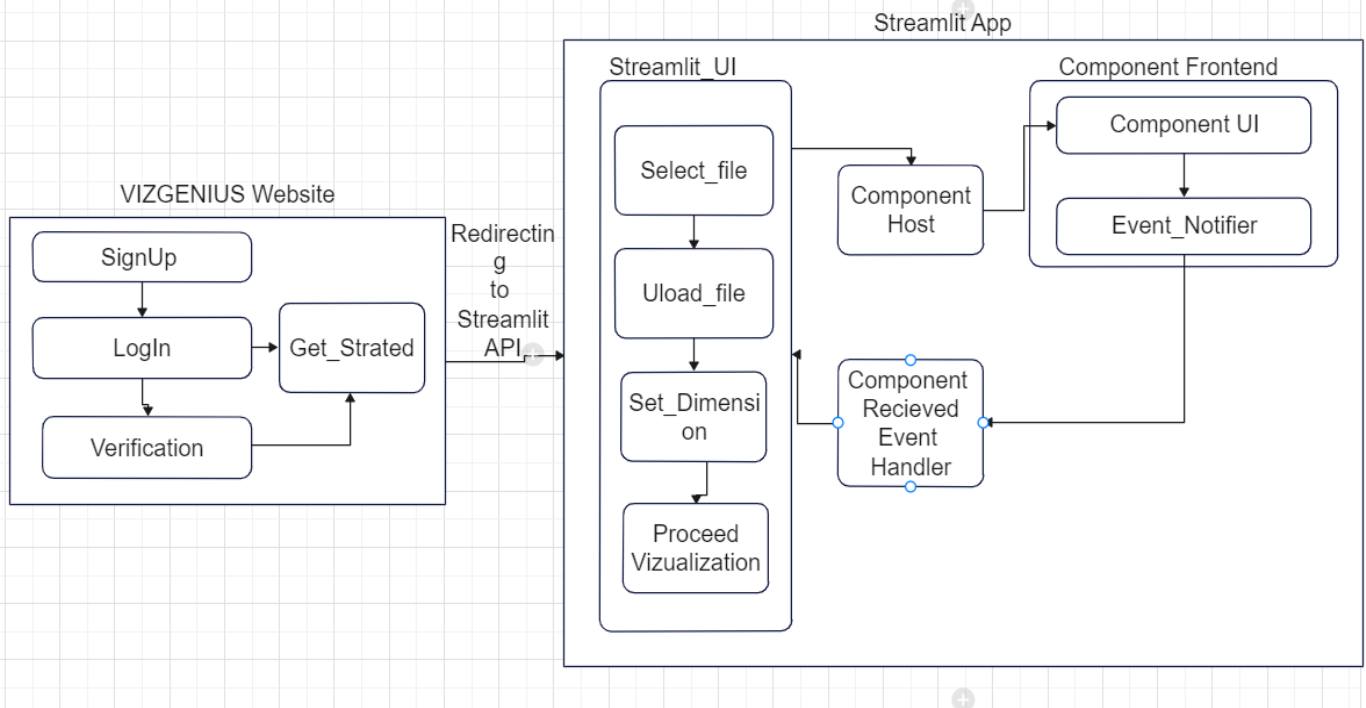 Streamlit App
Streamlit_UI
Component Frontend
Select_file
Uload_file
Set_Dimensi
on
Proceed
Vizualization
Component
Host
Component UI
Event_Notifier
Component
Recieved
Event
Handler
VIZGENIUS Website
SignUp
LogIn
Get_Strated
Verification
Redirectin
g
to
Streamlit
API